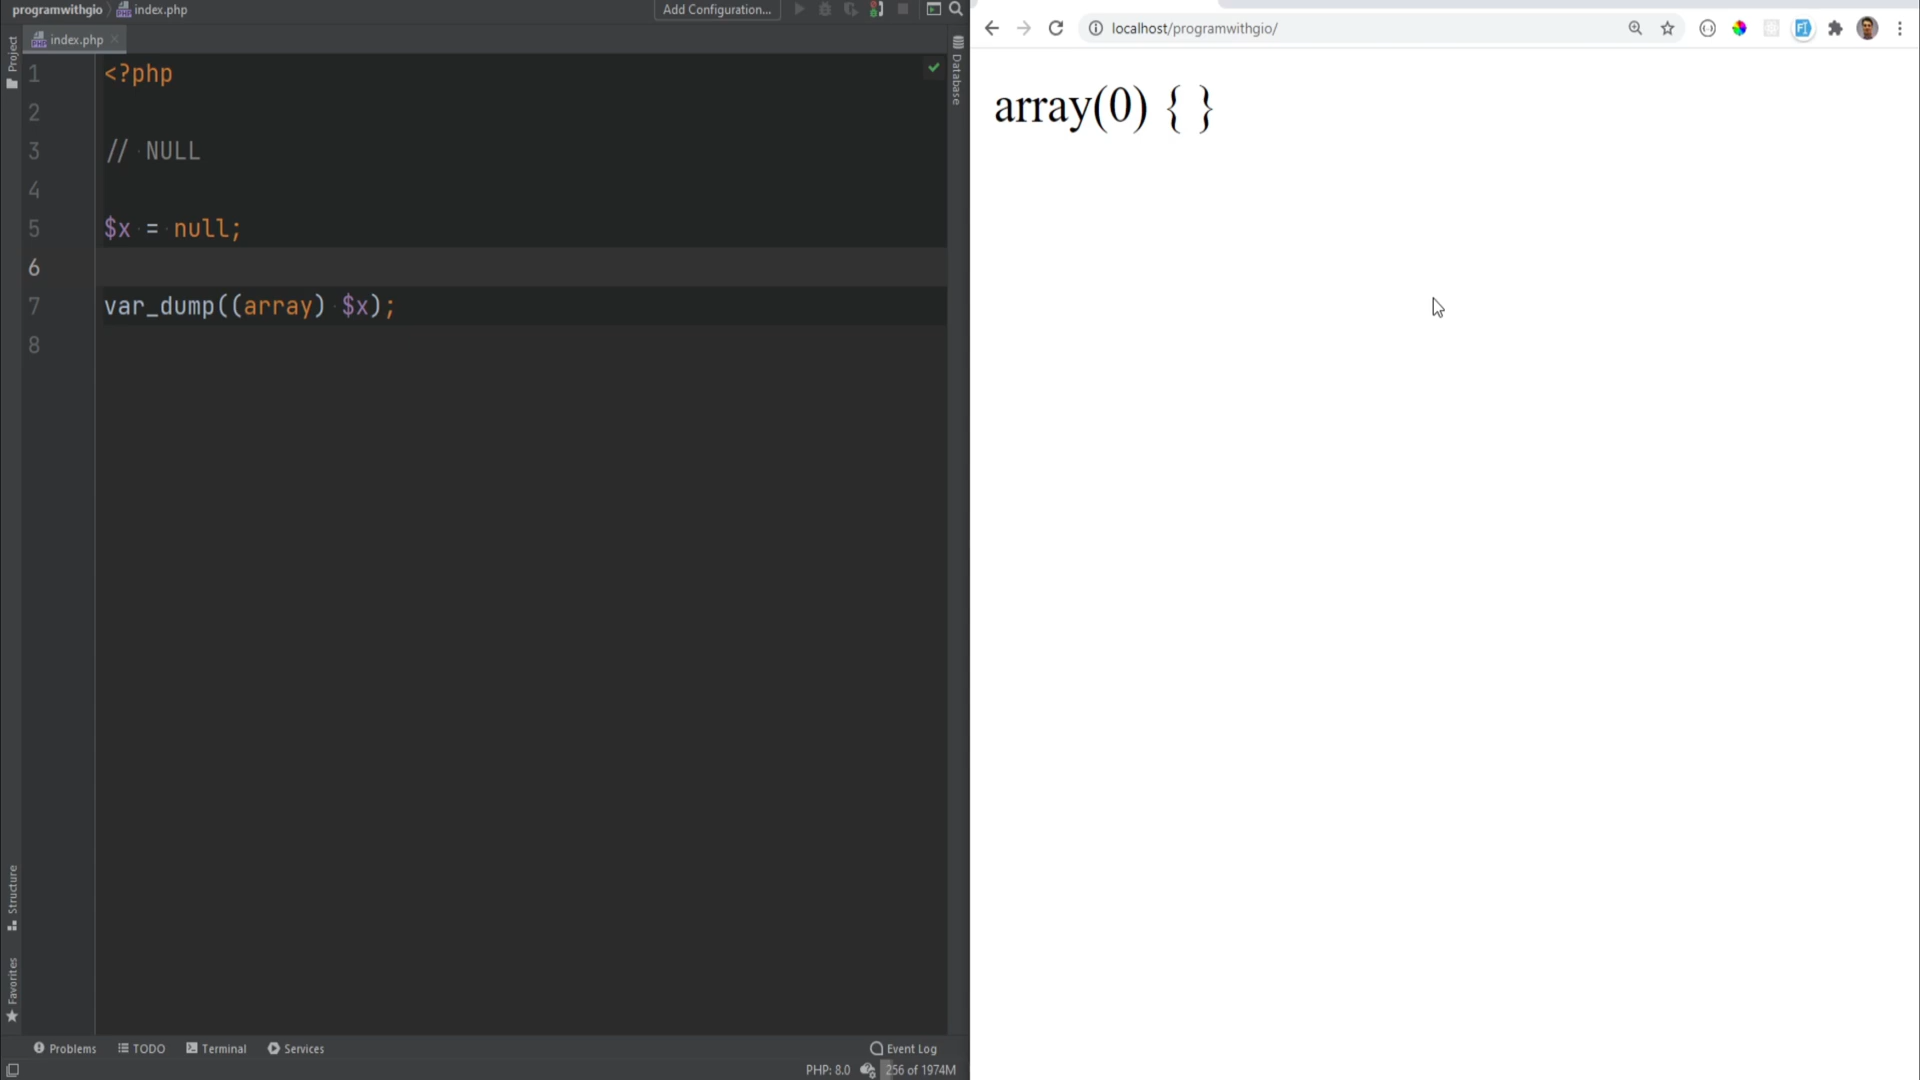 programwithgio
index.php
Add Configuration...
Project
index.php
Database
1 <?php
2
3 // NULL
4
5 $x = null;
6
7 var_dump((array) $x);
8
Structure
Favorites
Problems
TODO
Terminal
Services
Event Log
PHP: 8.0
256 of 1974M
localhost/programwithgio/
array(0) { }